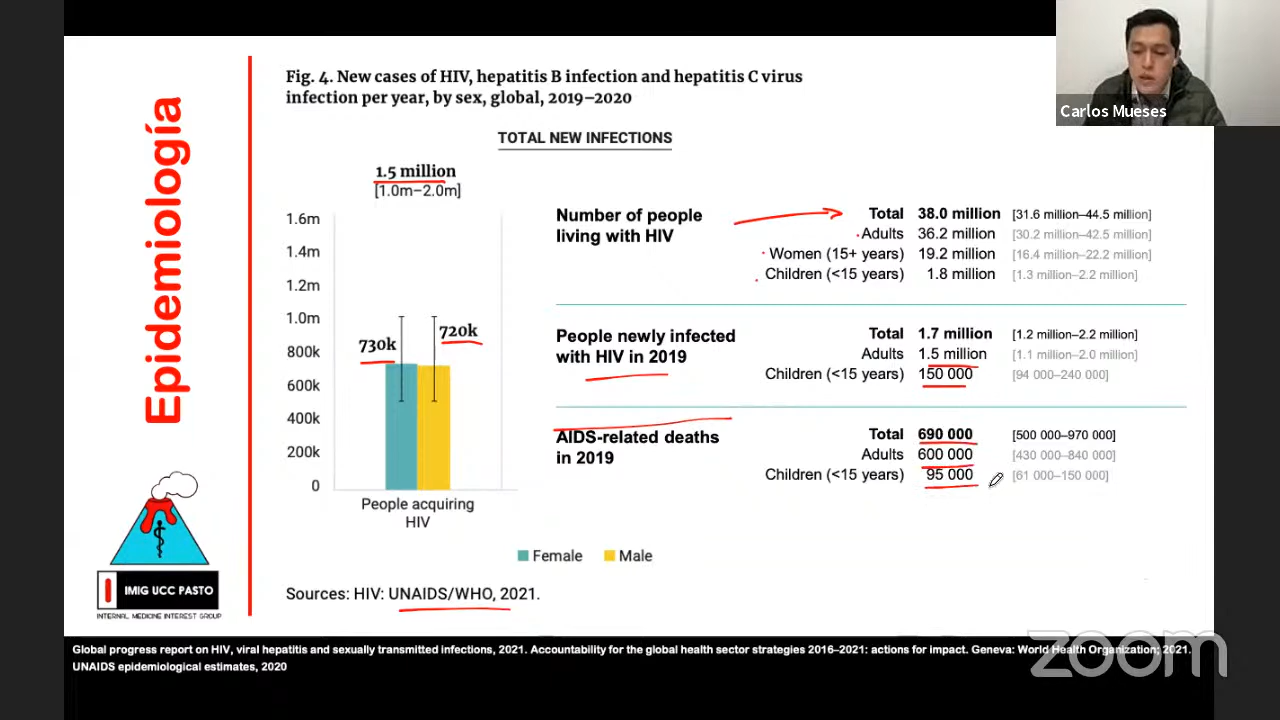 Carlos Mueses
Epidemiología
Fig. 4. New cases of HIV, hepatitis B infection and hepatitis C virus
infection per year, by sex, global, 2019–2020
TOTAL NEW INFECTIONS
1.5 million
[1.0m–2.0m]
1.6m
1.4m
1.2m
1.0m
800k
600k
400k
200k
0
730k
720k
People acquiring
HIV
Female
Male
Number of people
living with HIV
Total 38.0 million [31.6 million–44.5 million]
Adults 36.2 million [30.2 million–42.5 million]
Women (15+ years) 19.2 million [16.4 million–22.2 million]
Children (<15 years) 1.8 million [1.3 million–2.2 million]
People newly infected
with HIV in 2019
Total 1.7 million [1.2 million–2.2 million]
Adults 1.5 million [1.1 million–2.0 million]
Children (<15 years) 150 000 [94 000–240 000]
AIDS-related deaths
in 2019
Total 690 000 [500 000–970 000]
Adults 600 000 [430 000–840 000]
Children (<15 years) 95 000 [61 000–150 000]
Sources: HIV: UNAIDS/WHO, 2021.
IMIG UCC PASTO
INTERNAL MEDICINE INTEREST GROUP
Global progress report on HIV, viral hepatitis and sexually transmitted infections, 2021. Accountability for the global health sector strategies 2016–2021: actions for impact. Geneva: World Health Organization; 2021.
UNAIDS epidemiological estimates, 2020
zoom